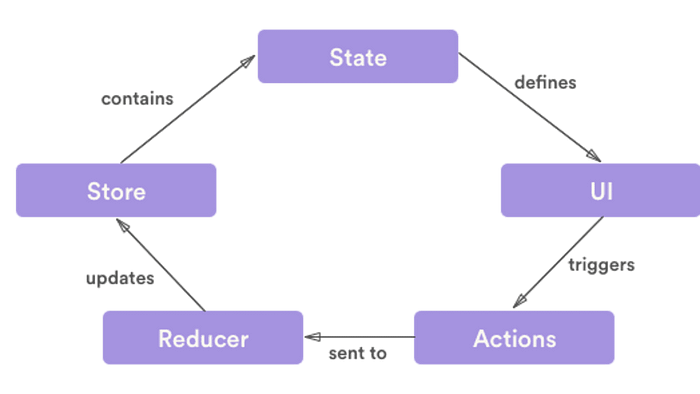 State
contains
defines
Store
UI
updates
triggers
Reducer
Actions
sent to